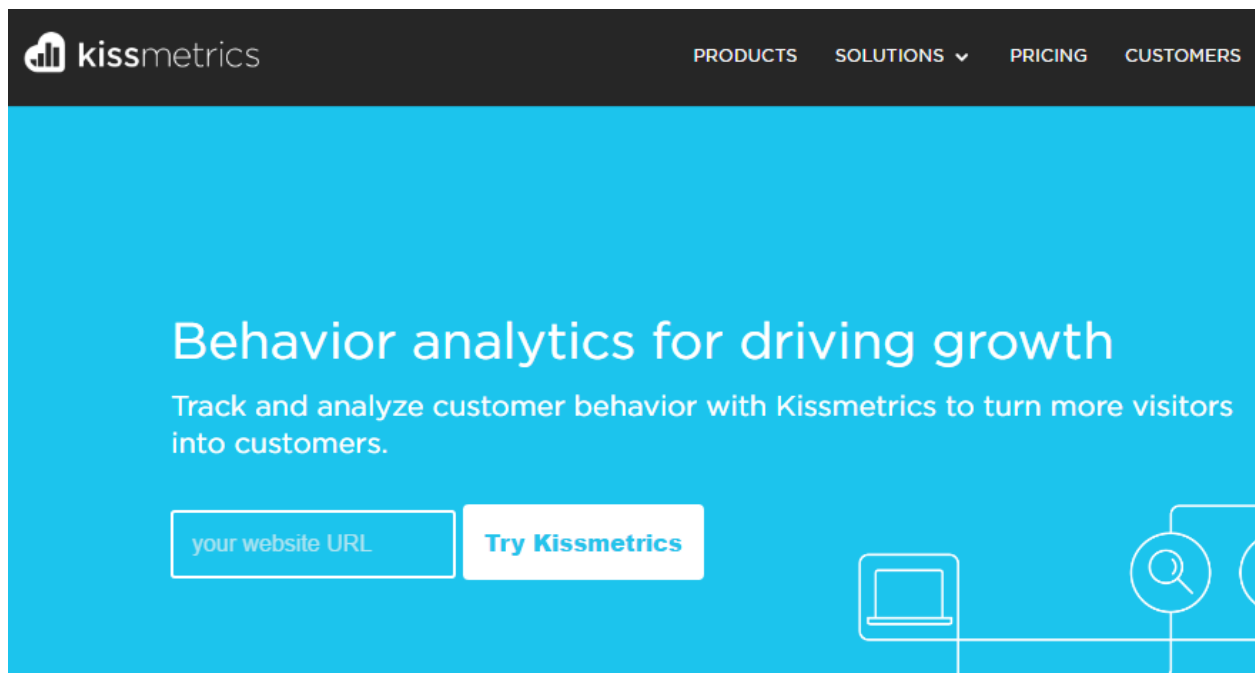 kissmetrics
PRODUCTS SOLUTIONS PRICING CUSTOMERS
Behavior analytics for driving growth
Track and analyze customer behavior with Kissmetrics to turn more visitors
into customers.
your website URL Try Kissmetrics